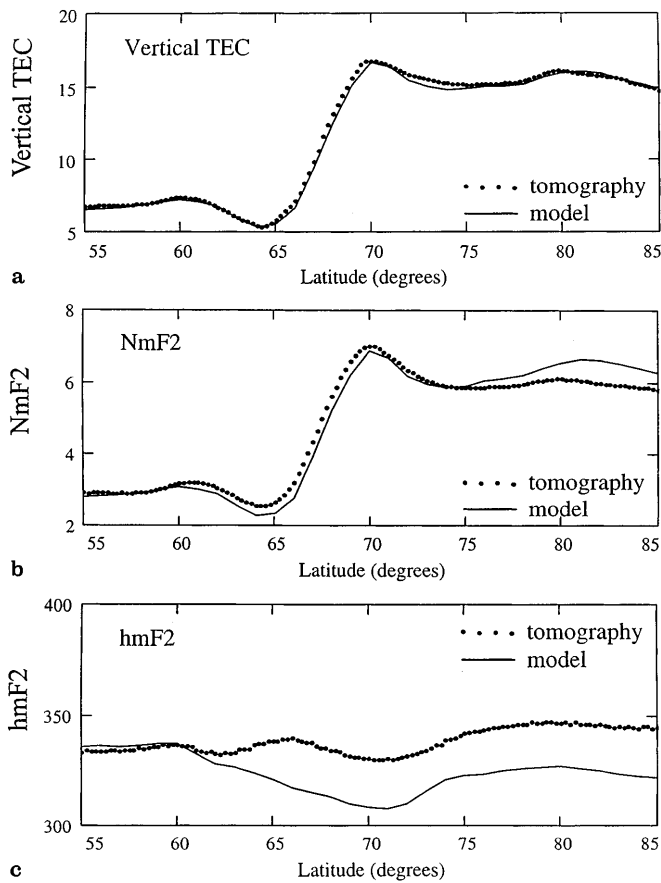 20
Vertical TEC
15
Vertical TEC
10
tomography
model
5
55 60 65 70 75 80 85
a
Latitude (degrees)
8
NmF2
6
NmF2
4
tomography
model
2
55 60 65 70 75 80 85
b
Latitude (degrees)
400
hmF2
tomography
model
hmF2
350
300
55 60 65 70 75 80 85
c
Latitude (degrees)